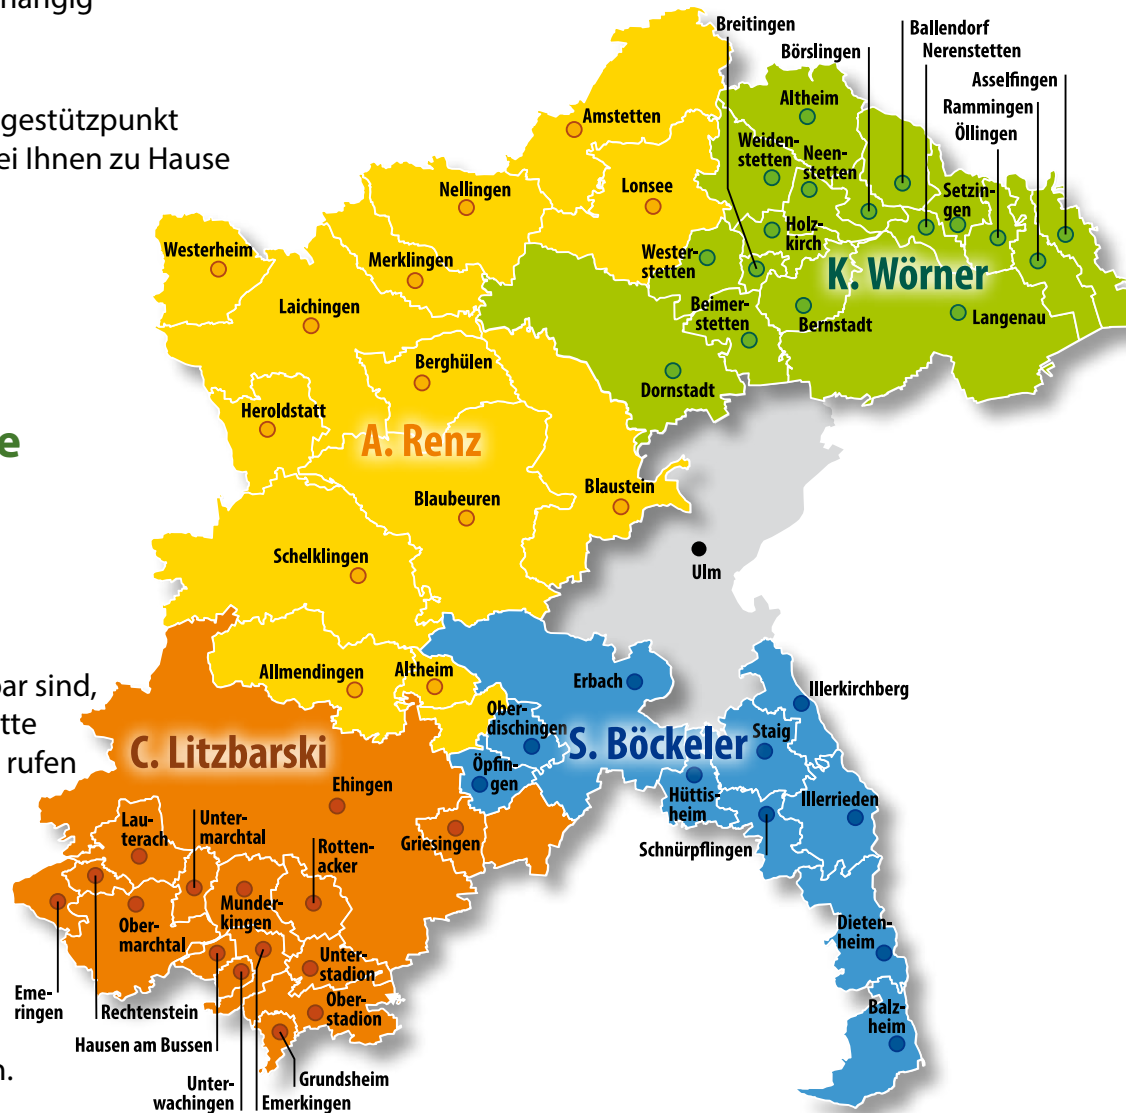 hängig
gestützpunkt
ei Ihnen zu Hause
e
bar sind,
tte
rufen
n.
Breitingen
Börslingen
Ballendorf
Nerenstetten
Asselfingen
Rammingen
Öllingen
Altheim
Amstetten
Weiden-
stetten
Neen-
stetten
Nellingen
Lonsee
Setzin-
gen
Holz-
kirch
Westerheim
Merklingen
Wester-
stetten
K. Wörner
Laichingen
Beimer-
stetten
Bernstadt
Langenau
Berghülen
Dornstadt
Heroldstatt
A. Renz
Blaustein
Blaubeuren
Schelklingen
Ulm
Allmendingen
Altheim
Erbach
Illerkirchberg
Ober-
dischingen
Staig
C. Litzbarski
S. Böckeler
Öpfin-
gen
Ehingen
Hüttis-
heim
Illerrieden
Lau-
terach
Unter-
marchtal
Rotten-
acker
Griesingen
Schnürpflingen
Munder-
kingen
Ober-
marchtal
Dieten-
heim
Unter-
stadion
Eme-
ringen
Rechtenstein
Ober-
stadion
Balz-
heim
Hausen am Bussen
Grundsheim
Unter-
wachingen
Emerkingen